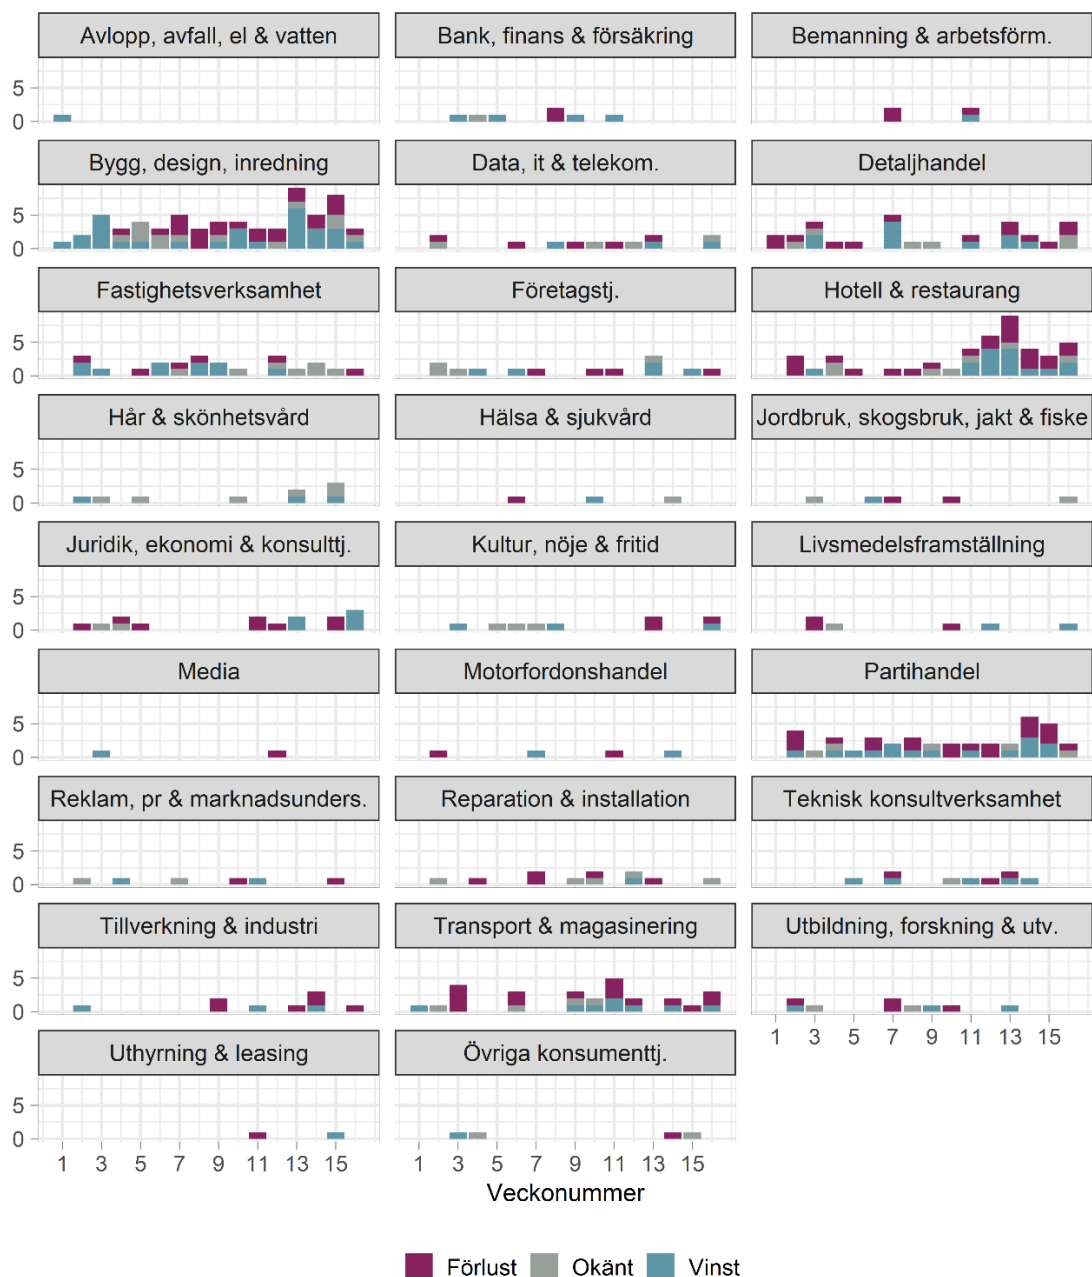 Avlopp, avfall, el & vatten
Bank, finans & försäkring
Bemanning & arbetsförm.
5
0
Bygg, design, inredning
Data, it & telekom.
Detaljhandel
5
0
Fastighetsverksamhet
Företagstj.
Hotell & restaurang
5
0
Hår & skönhetsvård
Hälsa & sjukvård
Jordbruk, skogsbruk, jakt & fiske
5
0
Juridik, ekonomi & konsulttj.
Kultur, nöje & fritid
Livsmedelsframställning
5
0
Media
Motorfordonshandel
Partihandel
5
0
Reklam, pr & marknadsunders.
Reparation & installation
Teknisk konsultverksamhet
5
0
Tillverkning & industri
Transport & magasinering
Utbildning, forskning & utv.
5
0
1 3 5 7 9 11 13 15
Uthyrning & leasing
Övriga konsumenttj.
5
0
1 3 5 7 9 11 13 15
1 3 5 7 9 11 13 15
Veckonummer
Förlust Okänt Vinst